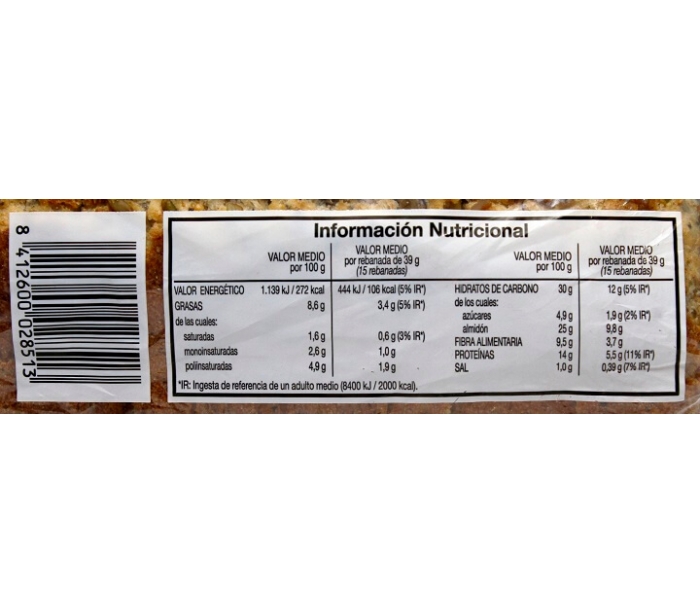 8 412600 028513
Información Nutricional
VALOR MEDIO
por 100 g
VALOR MEDIO
por rebanada de 39 g
(15 rebanadas)
VALOR ENERGÉTICO 1.139 kJ / 272 kcal 444 kJ / 106 kcal (5% IR*)
GRASAS 8,6 g 3,4 g (5% IR*)
de las cuales:
saturadas 1,6 g 0,6 g (3% IR*)
monoinsaturadas 2,6 g 1,0 g
poliinsaturadas 4,9 g 1,9 g
VALOR MEDIO
por 100 g
VALOR MEDIO
por rebanada de 39 g
(15 rebanadas)
HIDRATOS DE CARBONO 30 g 12 g (5% IR*)
de los cuales:
azúcares 4,9 g 1,9 g (2% IR*)
almidón 25 g 9,8 g
FIBRA ALIMENTARIA 9,5 g 3,7 g
PROTEÍNAS 14 g 5,5 g (11% IR*)
SAL 1,0 g 0,39 g (7% IR*)
*IR: Ingesta de referencia de un adulto medio (8400 kJ / 2000 kcal).